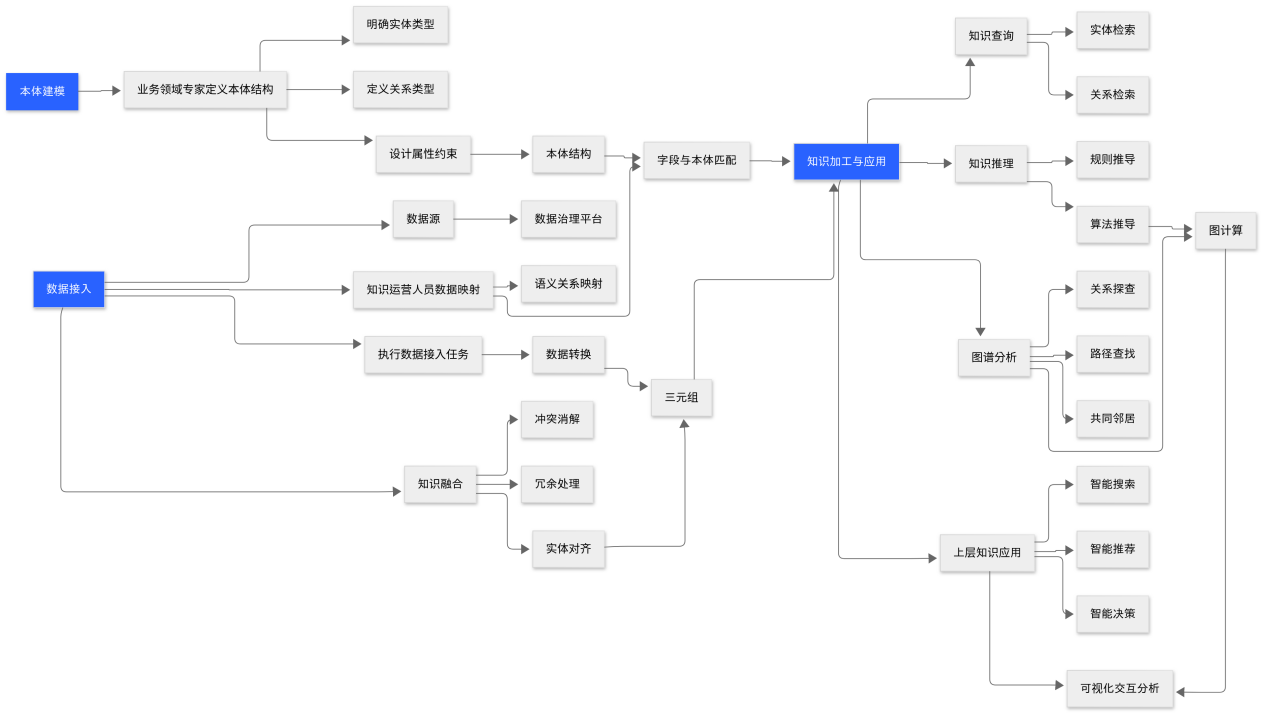 本体建模
业务领域专家定义本体结构
明确实体类型
定义关系类型
设计属性约束
本体结构
字段与本体匹配
数据接入
数据源
数据治理平台
知识运营人员数据映射
语义关系映射
执行数据接入任务
数据转换
三元组
知识融合
冲突消解
冗余处理
实体对齐
知识加工与应用
知识查询
实体检索
关系检索
知识推理
规则推导
算法推导
图计算
图谱分析
关系探查
路径查找
共同邻居
上层知识应用
智能搜索
智能推荐
智能决策
可视化交互分析